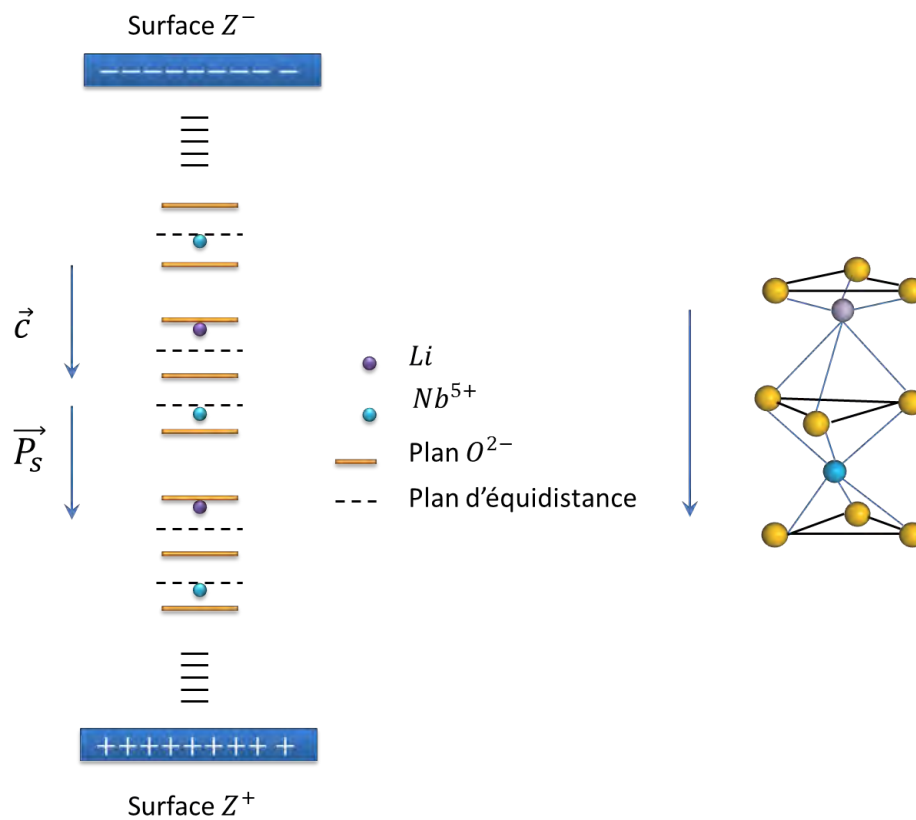 Surface Z⁻
−−−−−−−−− −
c⃗
P⃗ₛ
Li
Nb⁵⁺
Plan O²⁻
Plan d'équidistance
++++++++ +
Surface Z⁺